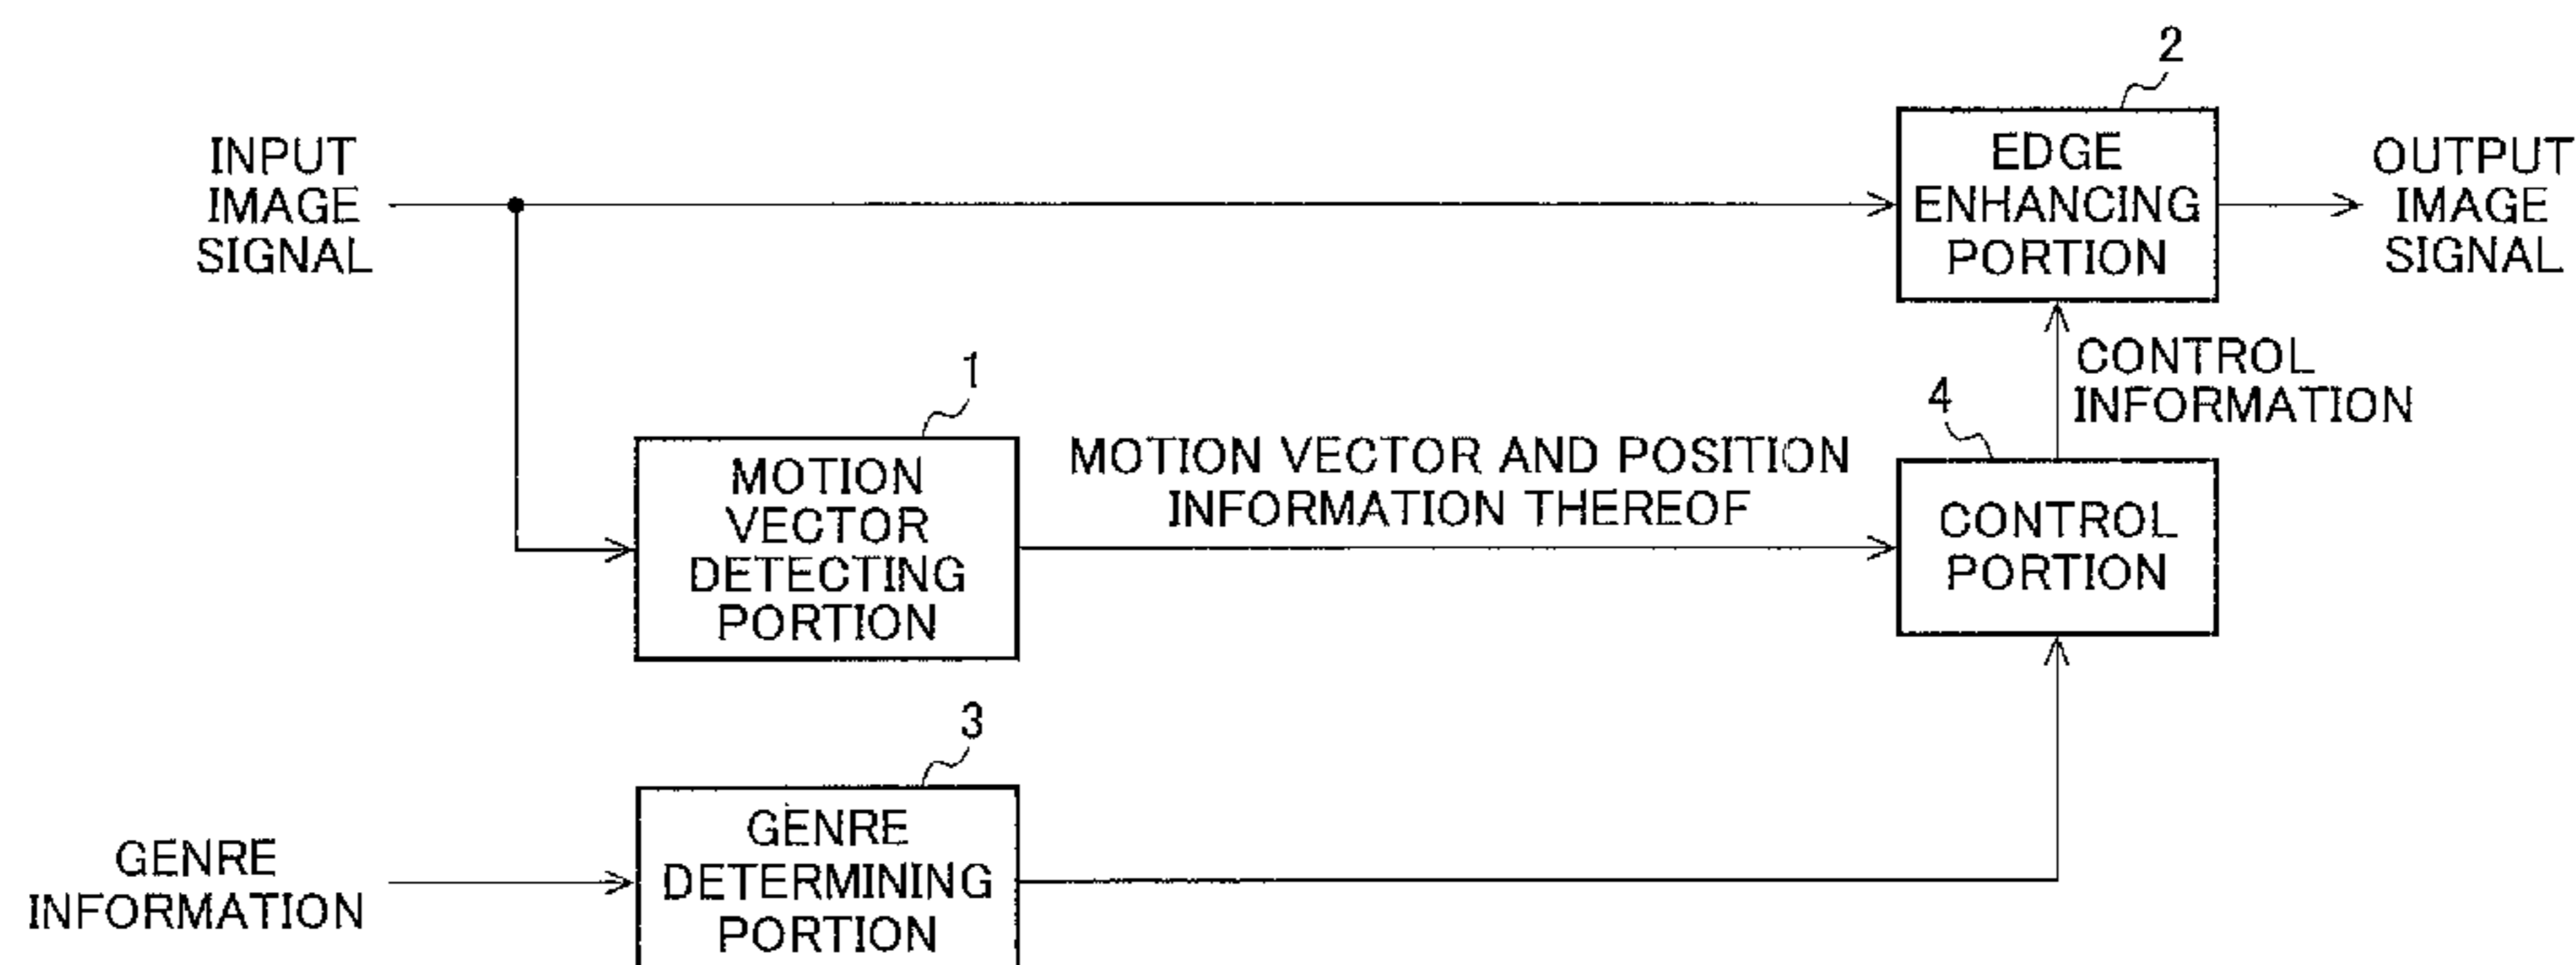 2
INPUT
IMAGE
SIGNAL
EDGE
ENHANCING
PORTION
OUTPUT
IMAGE
SIGNAL
CONTROL
INFORMATION
1
MOTION
VECTOR
DETECTING
PORTION
MOTION VECTOR AND POSITION
INFORMATION THEREOF
4
CONTROL
PORTION
3
GENRE
INFORMATION
GENRE
DETERMINING
PORTION